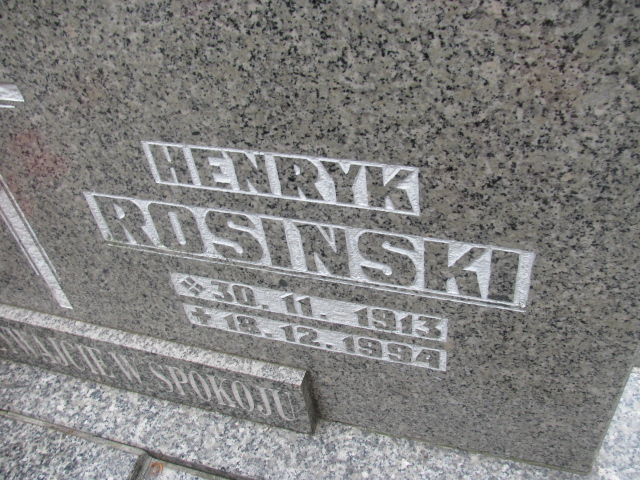 HENRYK
ROSINSKI
30. 11. 1913
+ 19.12.1994
W SPOKOJU